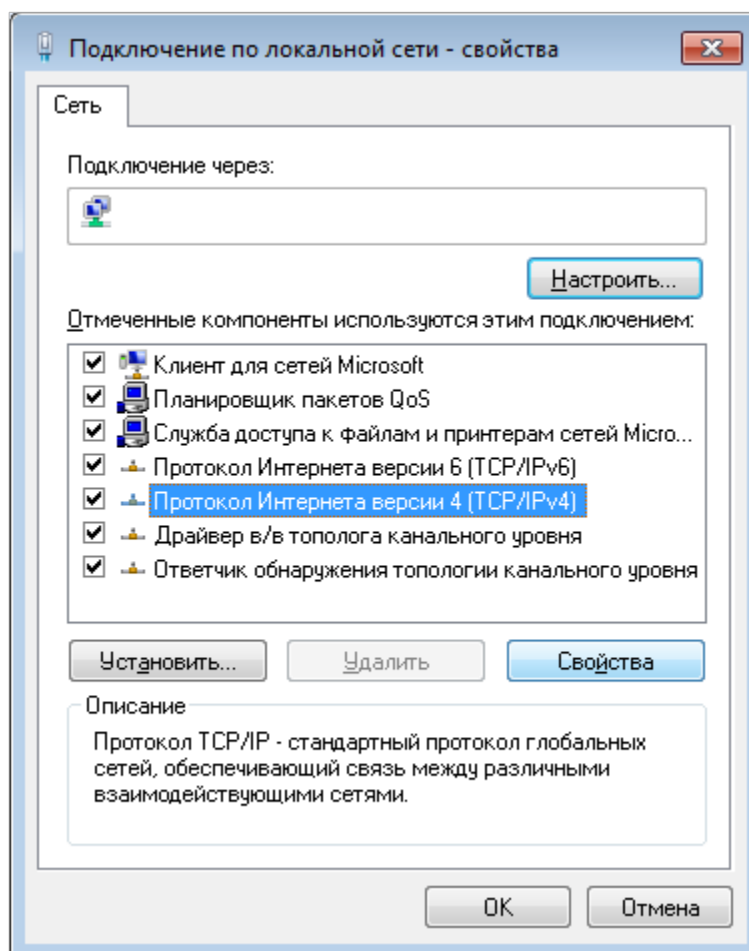 Подключение по локальной сети - свойства
Сеть
Подключение через:
Настроить...
Отмеченные компоненты используются этим подключением:
Клиент для сетей Microsoft
Планировщик пакетов QoS
Служба доступа к файлам и принтерам сетей Micro...
Протокол Интернета версии 6 (TCP/IPv6)
Протокол Интернета версии 4 (TCP/IPv4)
Драйвер в/в тополога канального уровня
Ответчик обнаружения топологии канального уровня
Установить...
Удалить
Свойства
Описание
Протокол TCP/IP - стандартный протокол глобальных
сетей, обеспечивающий связь между различными
взаимодействующими сетями.
OK
Отмена